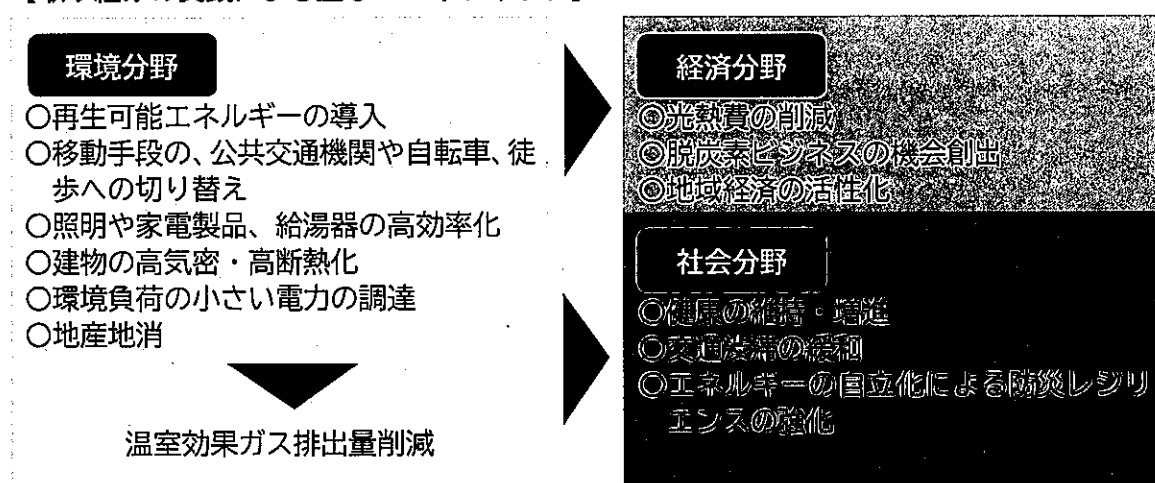 環境分野
○再生可能エネルギーの導入
○移動手段の、公共交通機関や自転車、徒
歩への切り替え
○照明や家電製品、給湯器の高効率化
○建物の高気密・高断熱化
○環境負荷の小さい電力の調達
○地産地消
温室効果ガス排出量削減
経済分野
◎光熱費の削減
◎脱炭素ビジネスの機会創出
◎地域経済の活性化
社会分野
◎健康の維持・増進
◎交通渋滞の緩和
◎エネルギーの自立化による防災レジリ
エンスの強化